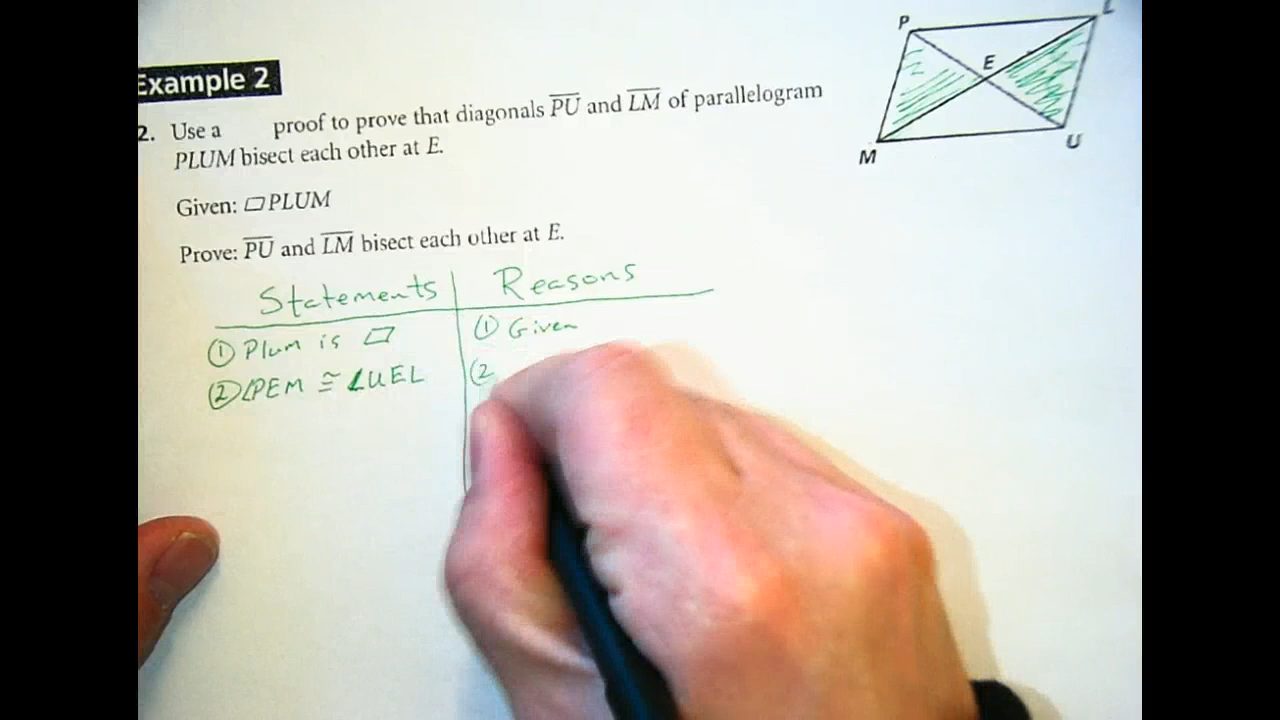 P
L
E
M
U
Example 2
2. Use a proof to prove that diagonals PU and LM of parallelogram
PLUM bisect each other at E.
Given: ▱PLUM
Prove: PU and LM bisect each other at E.
Statements Reasons
① Plum is ▱ ① Given
② ∠PEM ≅ ∠UEL (2